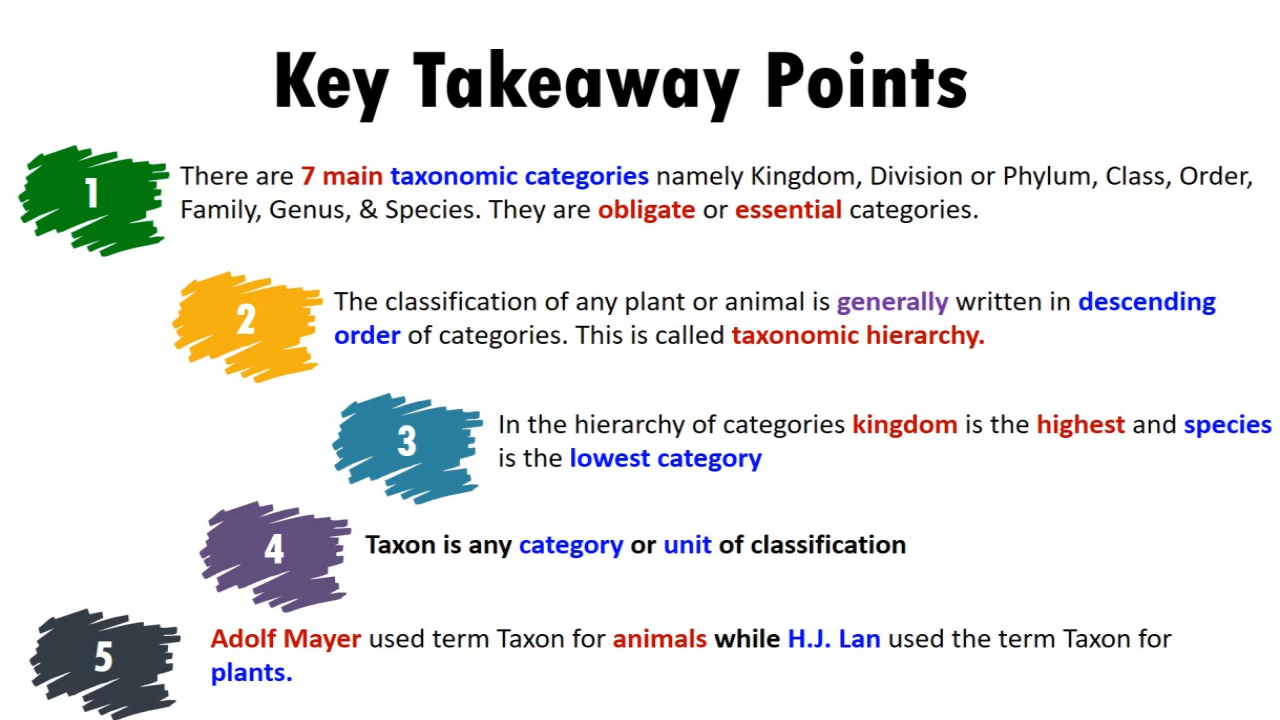 Key Takeaway Points
1
There are 7 main taxonomic categories namely Kingdom, Division or Phylum, Class, Order,
Family, Genus, & Species. They are obligate or essential categories.
2
The classification of any plant or animal is generally written in descending
order of categories. This is called taxonomic hierarchy.
3
In the hierarchy of categories kingdom is the highest and species
is the lowest category
4
Taxon is any category or unit of classification
5
Adolf Mayer used term Taxon for animals while H.J. Lan used the term Taxon for
plants.